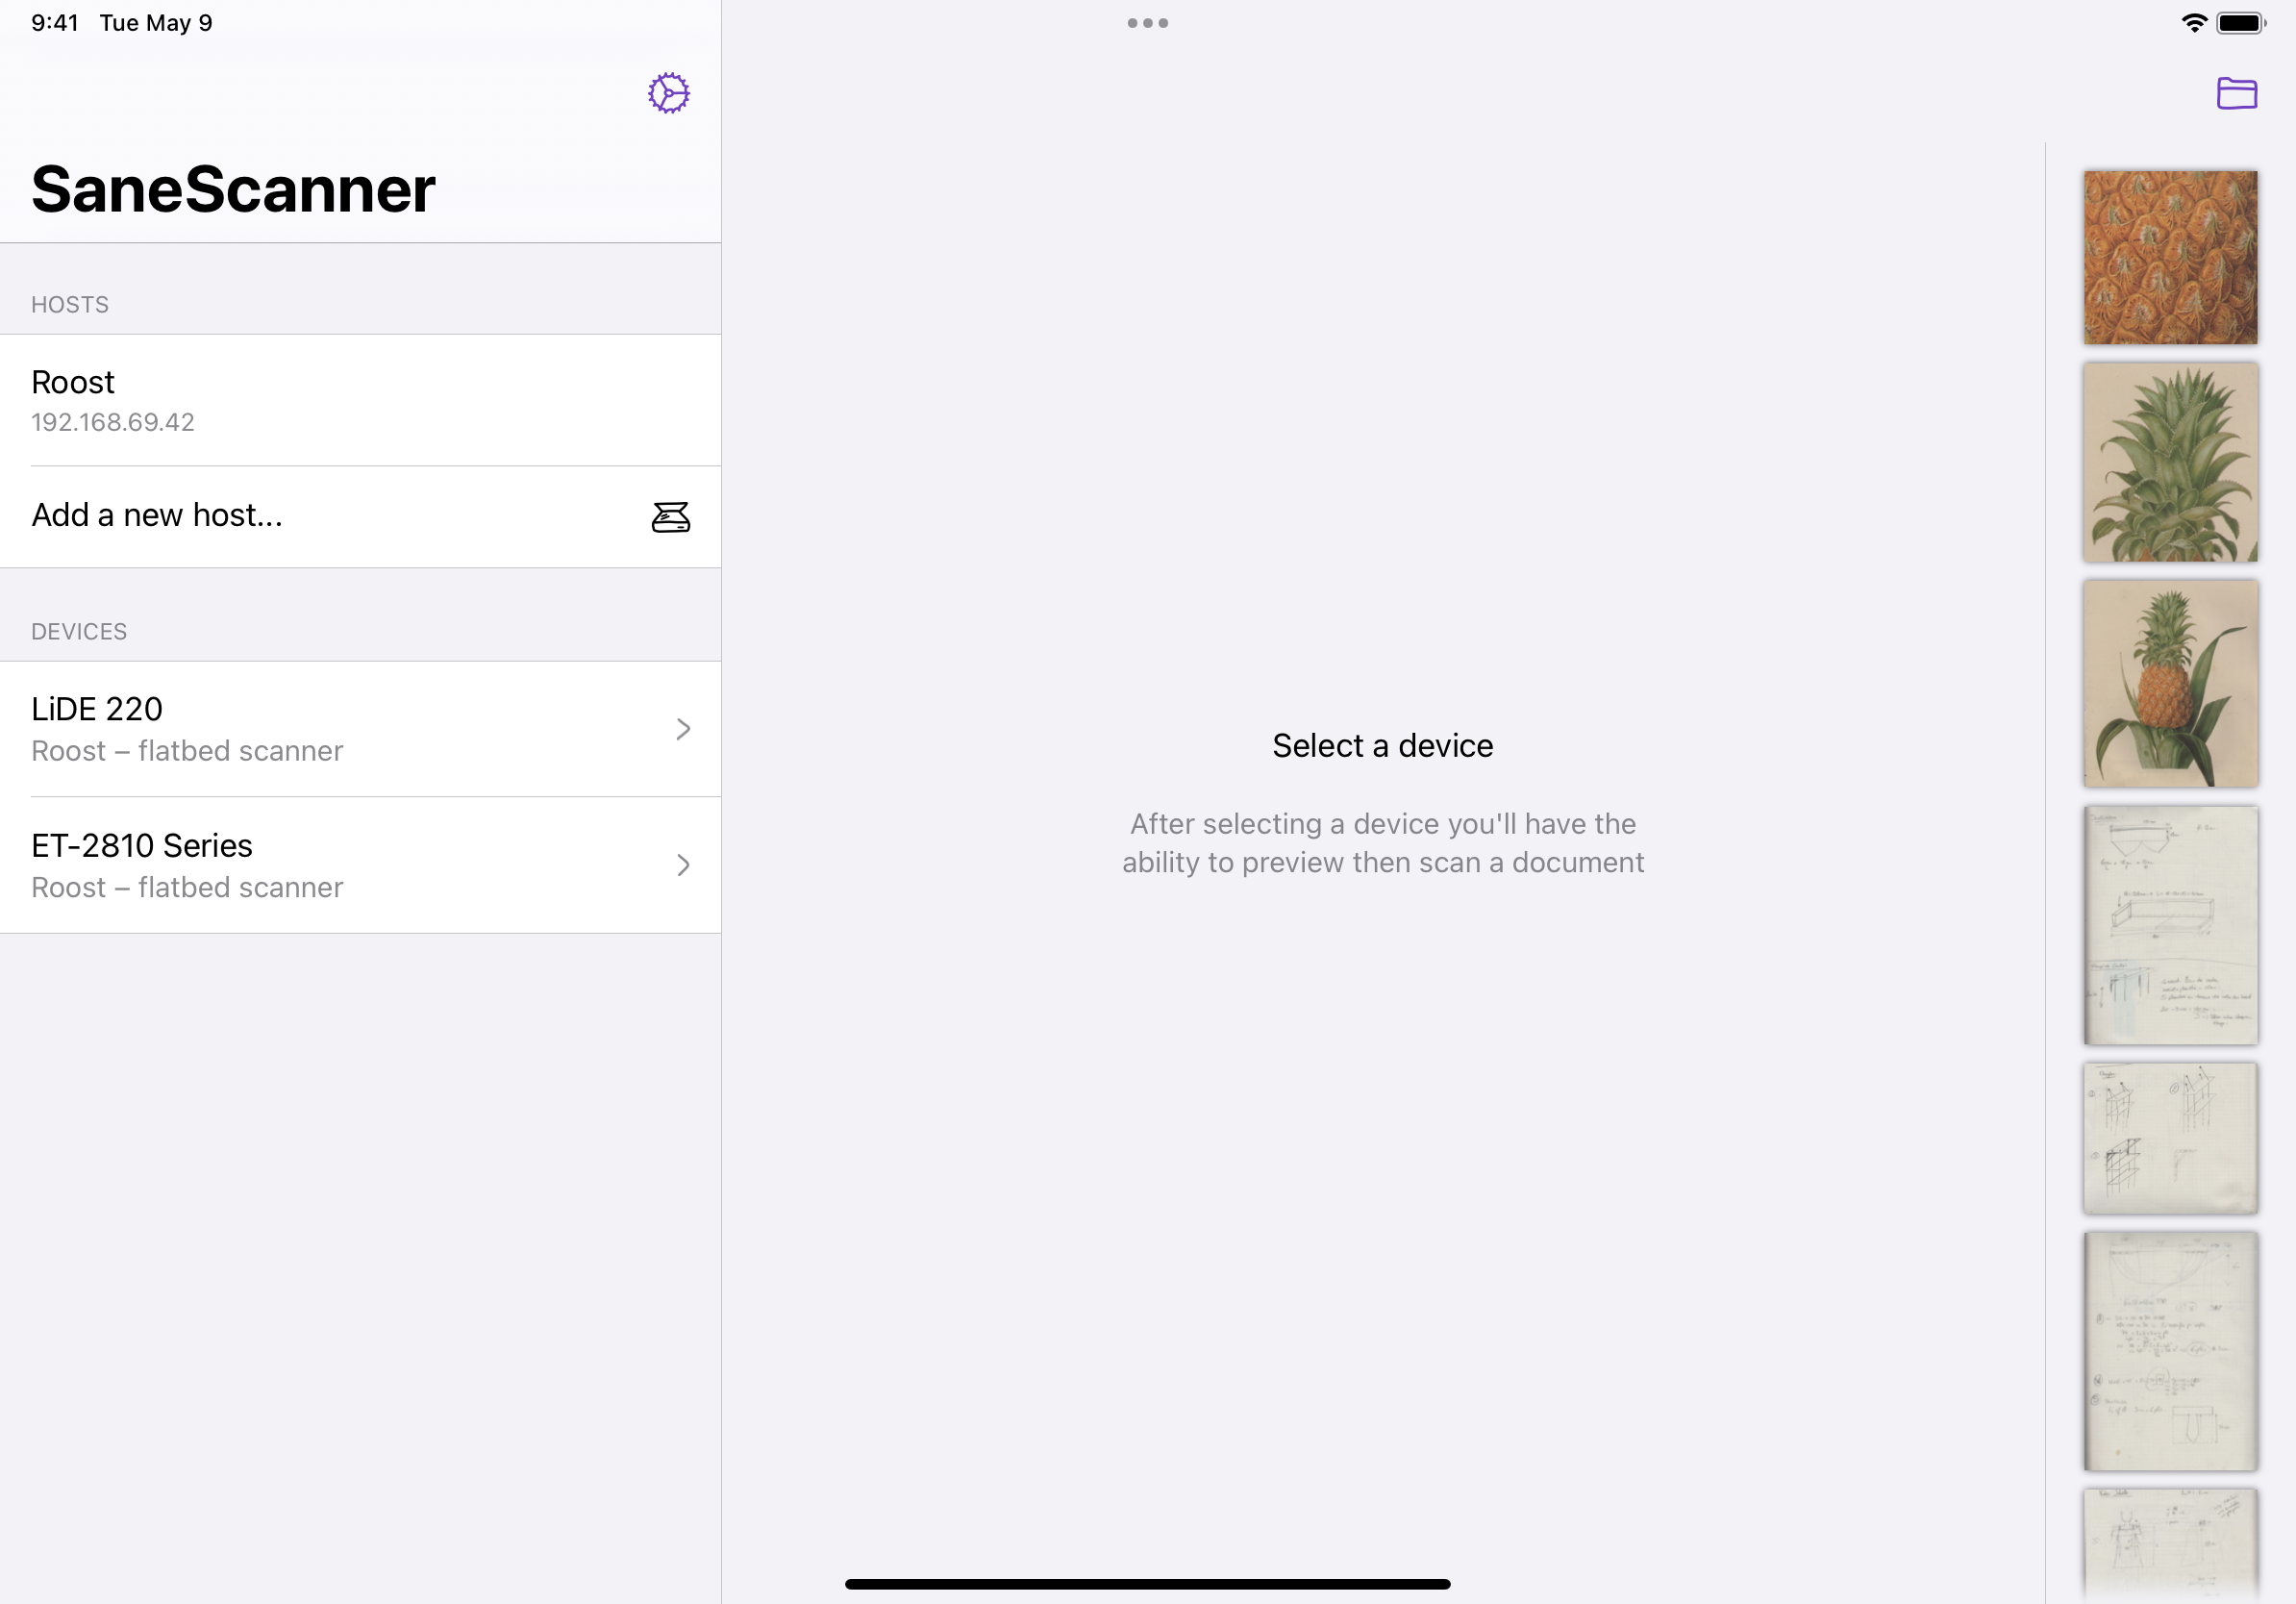 9:41 Tue May 9
SaneScanner
HOSTS
Roost
192.168.69.42
Add a new host...
DEVICES
LiDE 220
Roost – flatbed scanner
ET-2810 Series
Roost – flatbed scanner
Select a device
After selecting a device you'll have the
ability to preview then scan a document